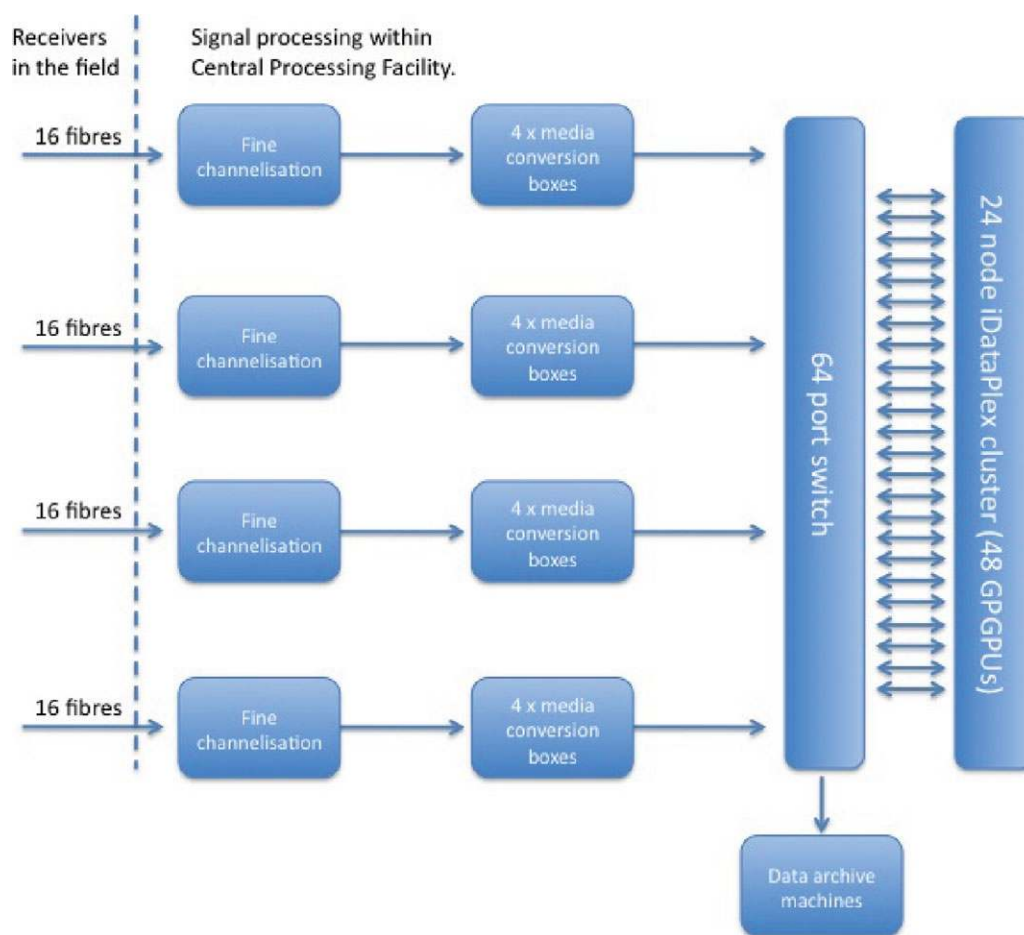 Receivers
in the field
Signal processing within
Central Processing Facility.
16 fibres
Fine
channelisation
4 x media
conversion
boxes
16 fibres
Fine
channelisation
4 x media
conversion
boxes
16 fibres
Fine
channelisation
4 x media
conversion
boxes
16 fibres
Fine
channelisation
4 x media
conversion
boxes
64 port switch
24 node iDataPlex cluster (48 GPGPUs)
Data archive
machines